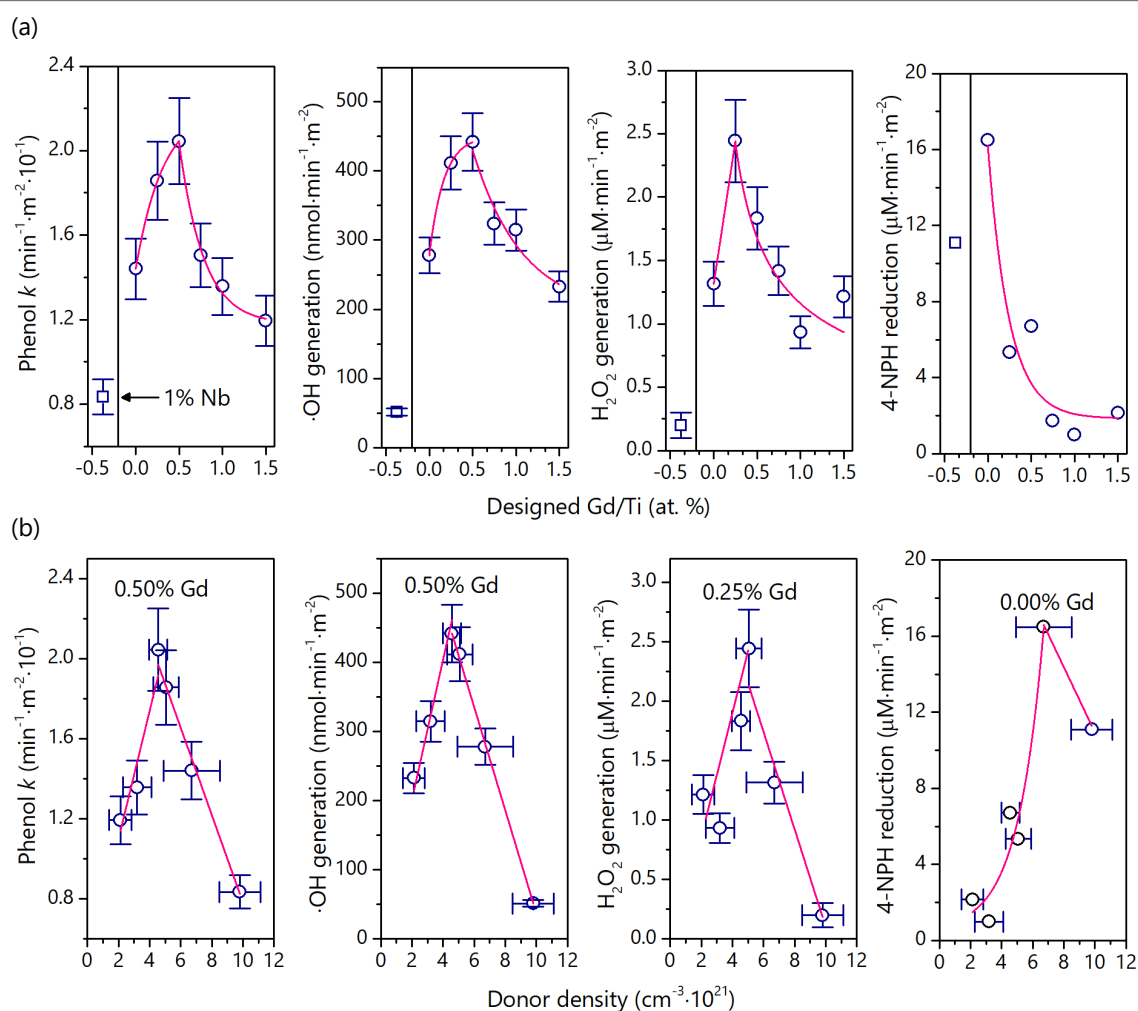 (a)
Phenol k (min⁻¹·m⁻²·10⁻¹)
2.4
2.0
1.6
1.2
0.8
1% Nb
-0.5 0.0 0.5 1.0 1.5
·OH generation (nmol·min⁻¹·m⁻²)
500
450
400
350
300
250
200
150
100
50
0
-0.5 0.0 0.5 1.0 1.5
H₂O₂ generation (µM·min⁻¹·m⁻²)
3.0
2.5
2.0
1.5
1.0
0.5
0.0
-0.5 0.0 0.5 1.0 1.5
4-NPH reduction (µM·min⁻¹·m⁻²)
20
16
12
8
4
0
-0.5 0.0 0.5 1.0 1.5
Designed Gd/Ti (at. %)
(b)
Phenol k (min⁻¹·m⁻²·10⁻¹)
2.4
2.0
1.6
1.2
0.8
0.50% Gd
0 2 4 6 8 10 12
·OH generation (nmol·min⁻¹·m⁻²)
500
450
400
350
300
250
200
150
100
50
0
0.50% Gd
0 2 4 6 8 10 12
H₂O₂ generation (µM·min⁻¹·m⁻²)
3.0
2.5
2.0
1.5
1.0
0.5
0.0
0.25% Gd
0 2 4 6 8 10 12
4-NPH reduction (µM·min⁻¹·m⁻²)
20
16
12
8
4
0
0.00% Gd
0 2 4 6 8 10 12
Donor density (cm⁻³·10²¹)